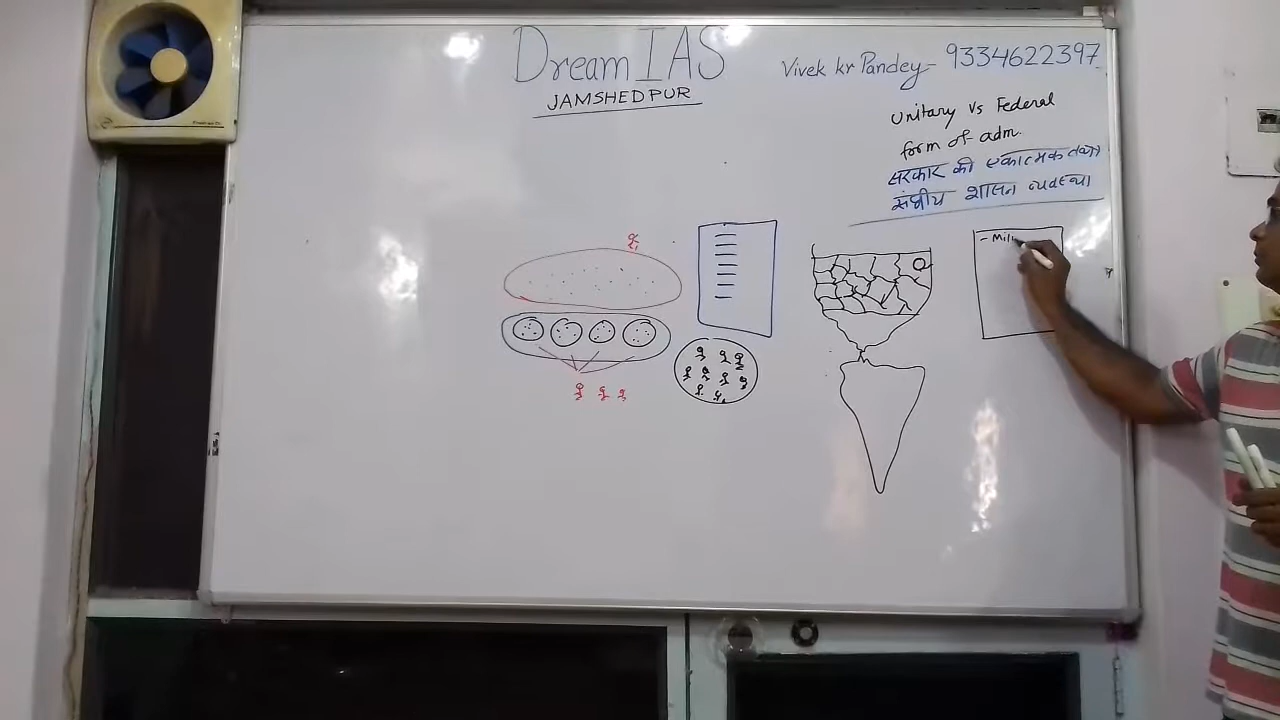 Dream IAS
JAMSHEDPUR
Vivek kr Pandey - 9334622397
Unitary Vs Federal
form of adm.
सरकार की एकात्मक तथा
संघीय शासन व्यवस्था
- Mili